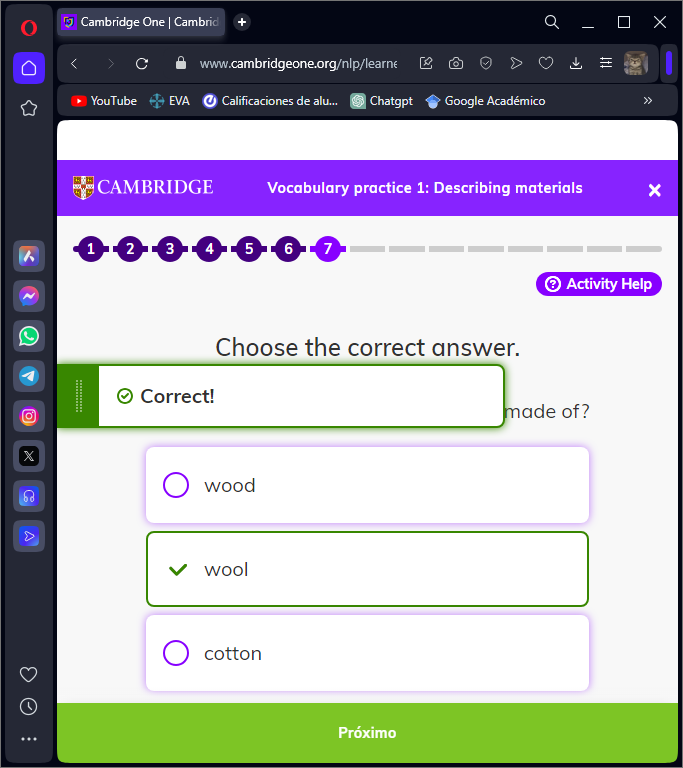 Cambridge One | Cambrid
www.cambridgeone.org/nlp/learne
YouTube
EVA
Calificaciones de alu...
Chatgpt
Google Académico
CAMBRIDGE
Vocabulary practice 1: Describing materials
1 2 3 4 5 6 7
Activity Help
Choose the correct answer.
Correct!
made of?
wood
wool
cotton
Próximo